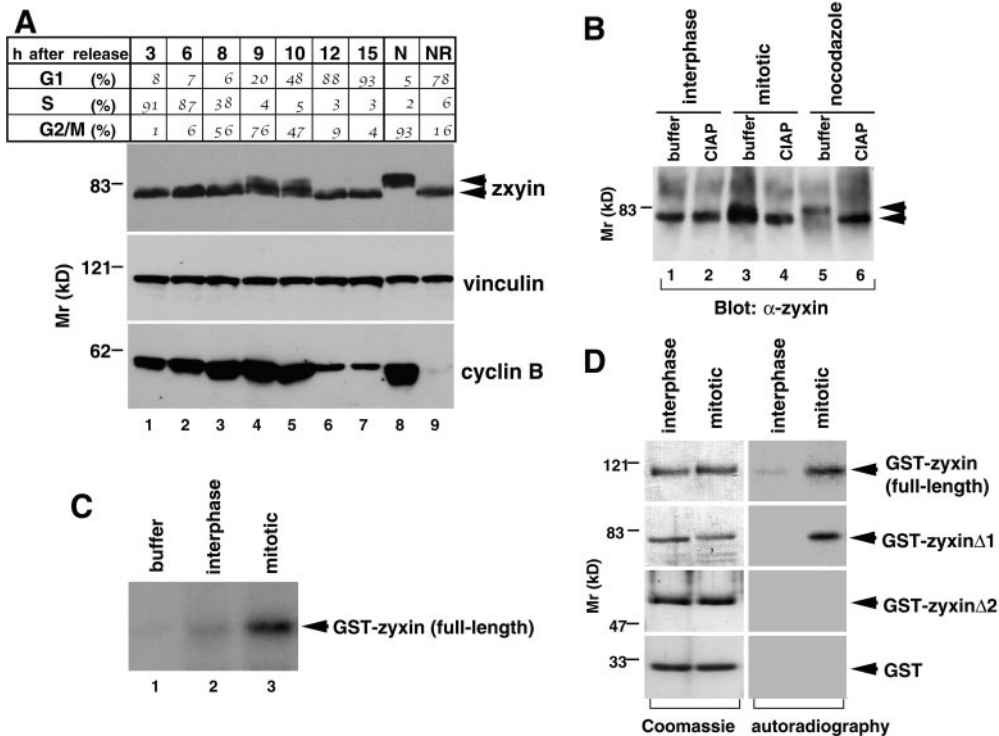 A
h after release 3 6 8 9 10 12 15 N NR
G1 (%) 8 7 6 20 48 88 93 5 78
S (%) 91 87 38 4 5 3 3 2 6
G2/M (%) 1 6 56 76 47 9 4 93 16
83
zxyin
121
vinculin
Mr (kD)
62
cyclin B
1 2 3 4 5 6 7 8 9
B
interphase mitotic nocodazole
buffer CIAP buffer CIAP buffer CIAP
83
Mr (kD)
1 2 3 4 5 6
Blot: α-zyxin
C
buffer interphase mitotic
GST-zyxin (full-length)
1 2 3
D
interphase mitotic interphase mitotic
121
GST-zyxin
(full-length)
83
GST-zyxinΔ1
Mr (kD)
GST-zyxinΔ2
47
33
GST
Coomassie autoradiography